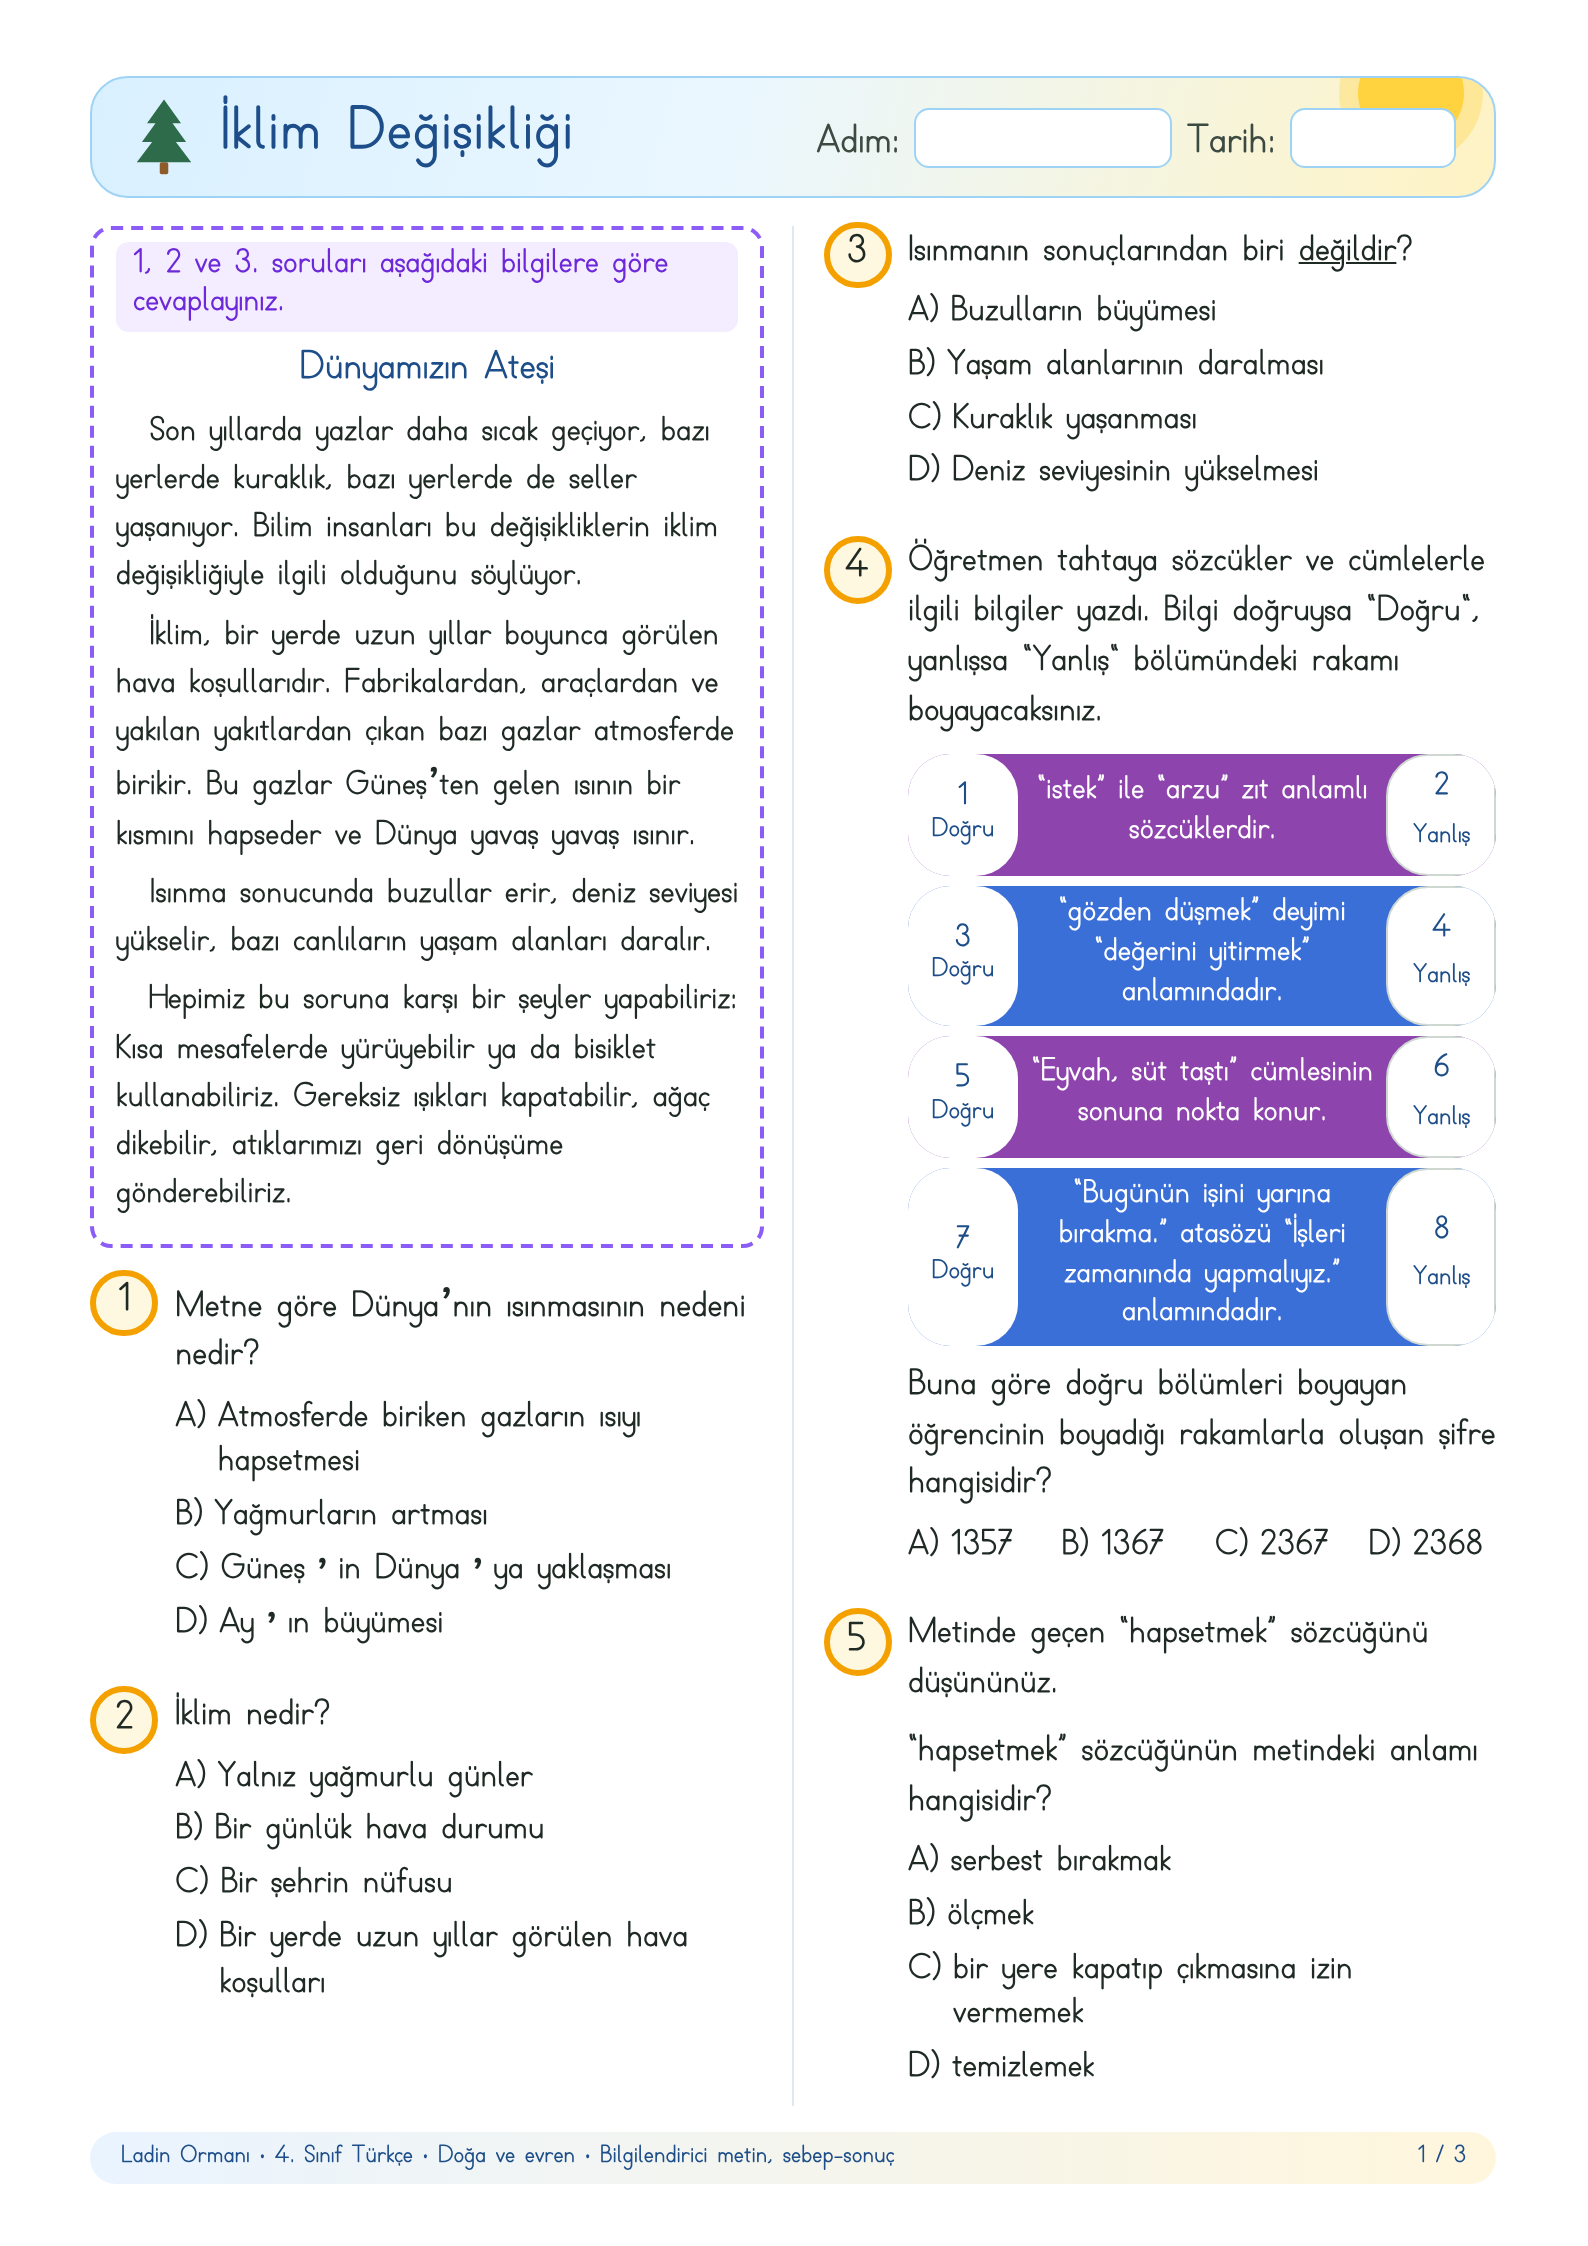 İklim Değişikliği
Adım:
Tarih:
1, 2 ve 3. soruları aşağıdaki bilgilere göre
cevaplayınız.
Dünyamızın Ateşi
Son yıllarda yazlar daha sıcak geçiyor, bazı
yerlerde kuraklık, bazı yerlerde de seller
yaşanıyor. Bilim insanları bu değişikliklerin iklim
değişikliğiyle ilgili olduğunu söylüyor.
İklim, bir yerde uzun yıllar boyunca görülen
hava koşullarıdır. Fabrikalardan, araçlardan ve
yakılan yakıtlardan çıkan bazı gazlar atmosferde
birikir. Bu gazlar Güneş’ten gelen ısının bir
kısmını hapseder ve Dünya yavaş yavaş ısınır.
Isınma sonucunda buzullar erir, deniz seviyesi
yükselir, bazı canlıların yaşam alanları daralır.
Hepimiz bu soruna karşı bir şeyler yapabiliriz:
Kısa mesafelerde yürüyebilir ya da bisiklet
kullanabiliriz. Gereksiz ışıkları kapatabilir, ağaç
dikebilir, atıklarımızı geri dönüşüme
gönderebiliriz.
1
Metne göre Dünya’nın ısınmasının nedeni
nedir?
A) Atmosferde biriken gazların ısıyı
hapsetmesi
B) Yağmurların artması
C) Güneş ’ in Dünya ’ ya yaklaşması
D) Ay ’ ın büyümesi
2
İklim nedir?
A) Yalnız yağmurlu günler
B) Bir günlük hava durumu
C) Bir şehrin nüfusu
D) Bir yerde uzun yıllar görülen hava
koşulları
3
Isınmanın sonuçlarından biri değildir?
A) Buzulların büyümesi
B) Yaşam alanlarının daralması
C) Kuraklık yaşanması
D) Deniz seviyesinin yükselmesi
4
Öğretmen tahtaya sözcükler ve cümlelerle
ilgili bilgiler yazdı. Bilgi doğruysa “Doğru“,
yanlışsa “Yanlış“ bölümündeki rakamı
boyayacaksınız.
1
Doğru
“istek” ile “arzu” zıt anlamlı
sözcüklerdir.
2
Yanlış
3
Doğru
“gözden düşmek” deyimi
“değerini yitirmek”
anlamındadır.
4
Yanlış
5
Doğru
“Eyvah, süt taştı” cümlesinin
sonuna nokta konur.
6
Yanlış
7
Doğru
“Bugünün işini yarına
bırakma.” atasözü “İşleri
zamanında yapmalıyız.”
anlamındadır.
8
Yanlış
Buna göre doğru bölümleri boyayan
öğrencinin boyadığı rakamlarla oluşan şifre
hangisidir?
A) 1357 B) 1367 C) 2367 D) 2368
5
Metinde geçen “hapsetmek” sözcüğünü
düşününüz.
“hapsetmek” sözcüğünün metindeki anlamı
hangisidir?
A) serbest bırakmak
B) ölçmek
C) bir yere kapatıp çıkmasına izin
vermemek
D) temizlemek
Ladin Ormanı • 4. Sınıf Türkçe • Doğa ve evren • Bilgilendirici metin, sebep-sonuç
1 / 3